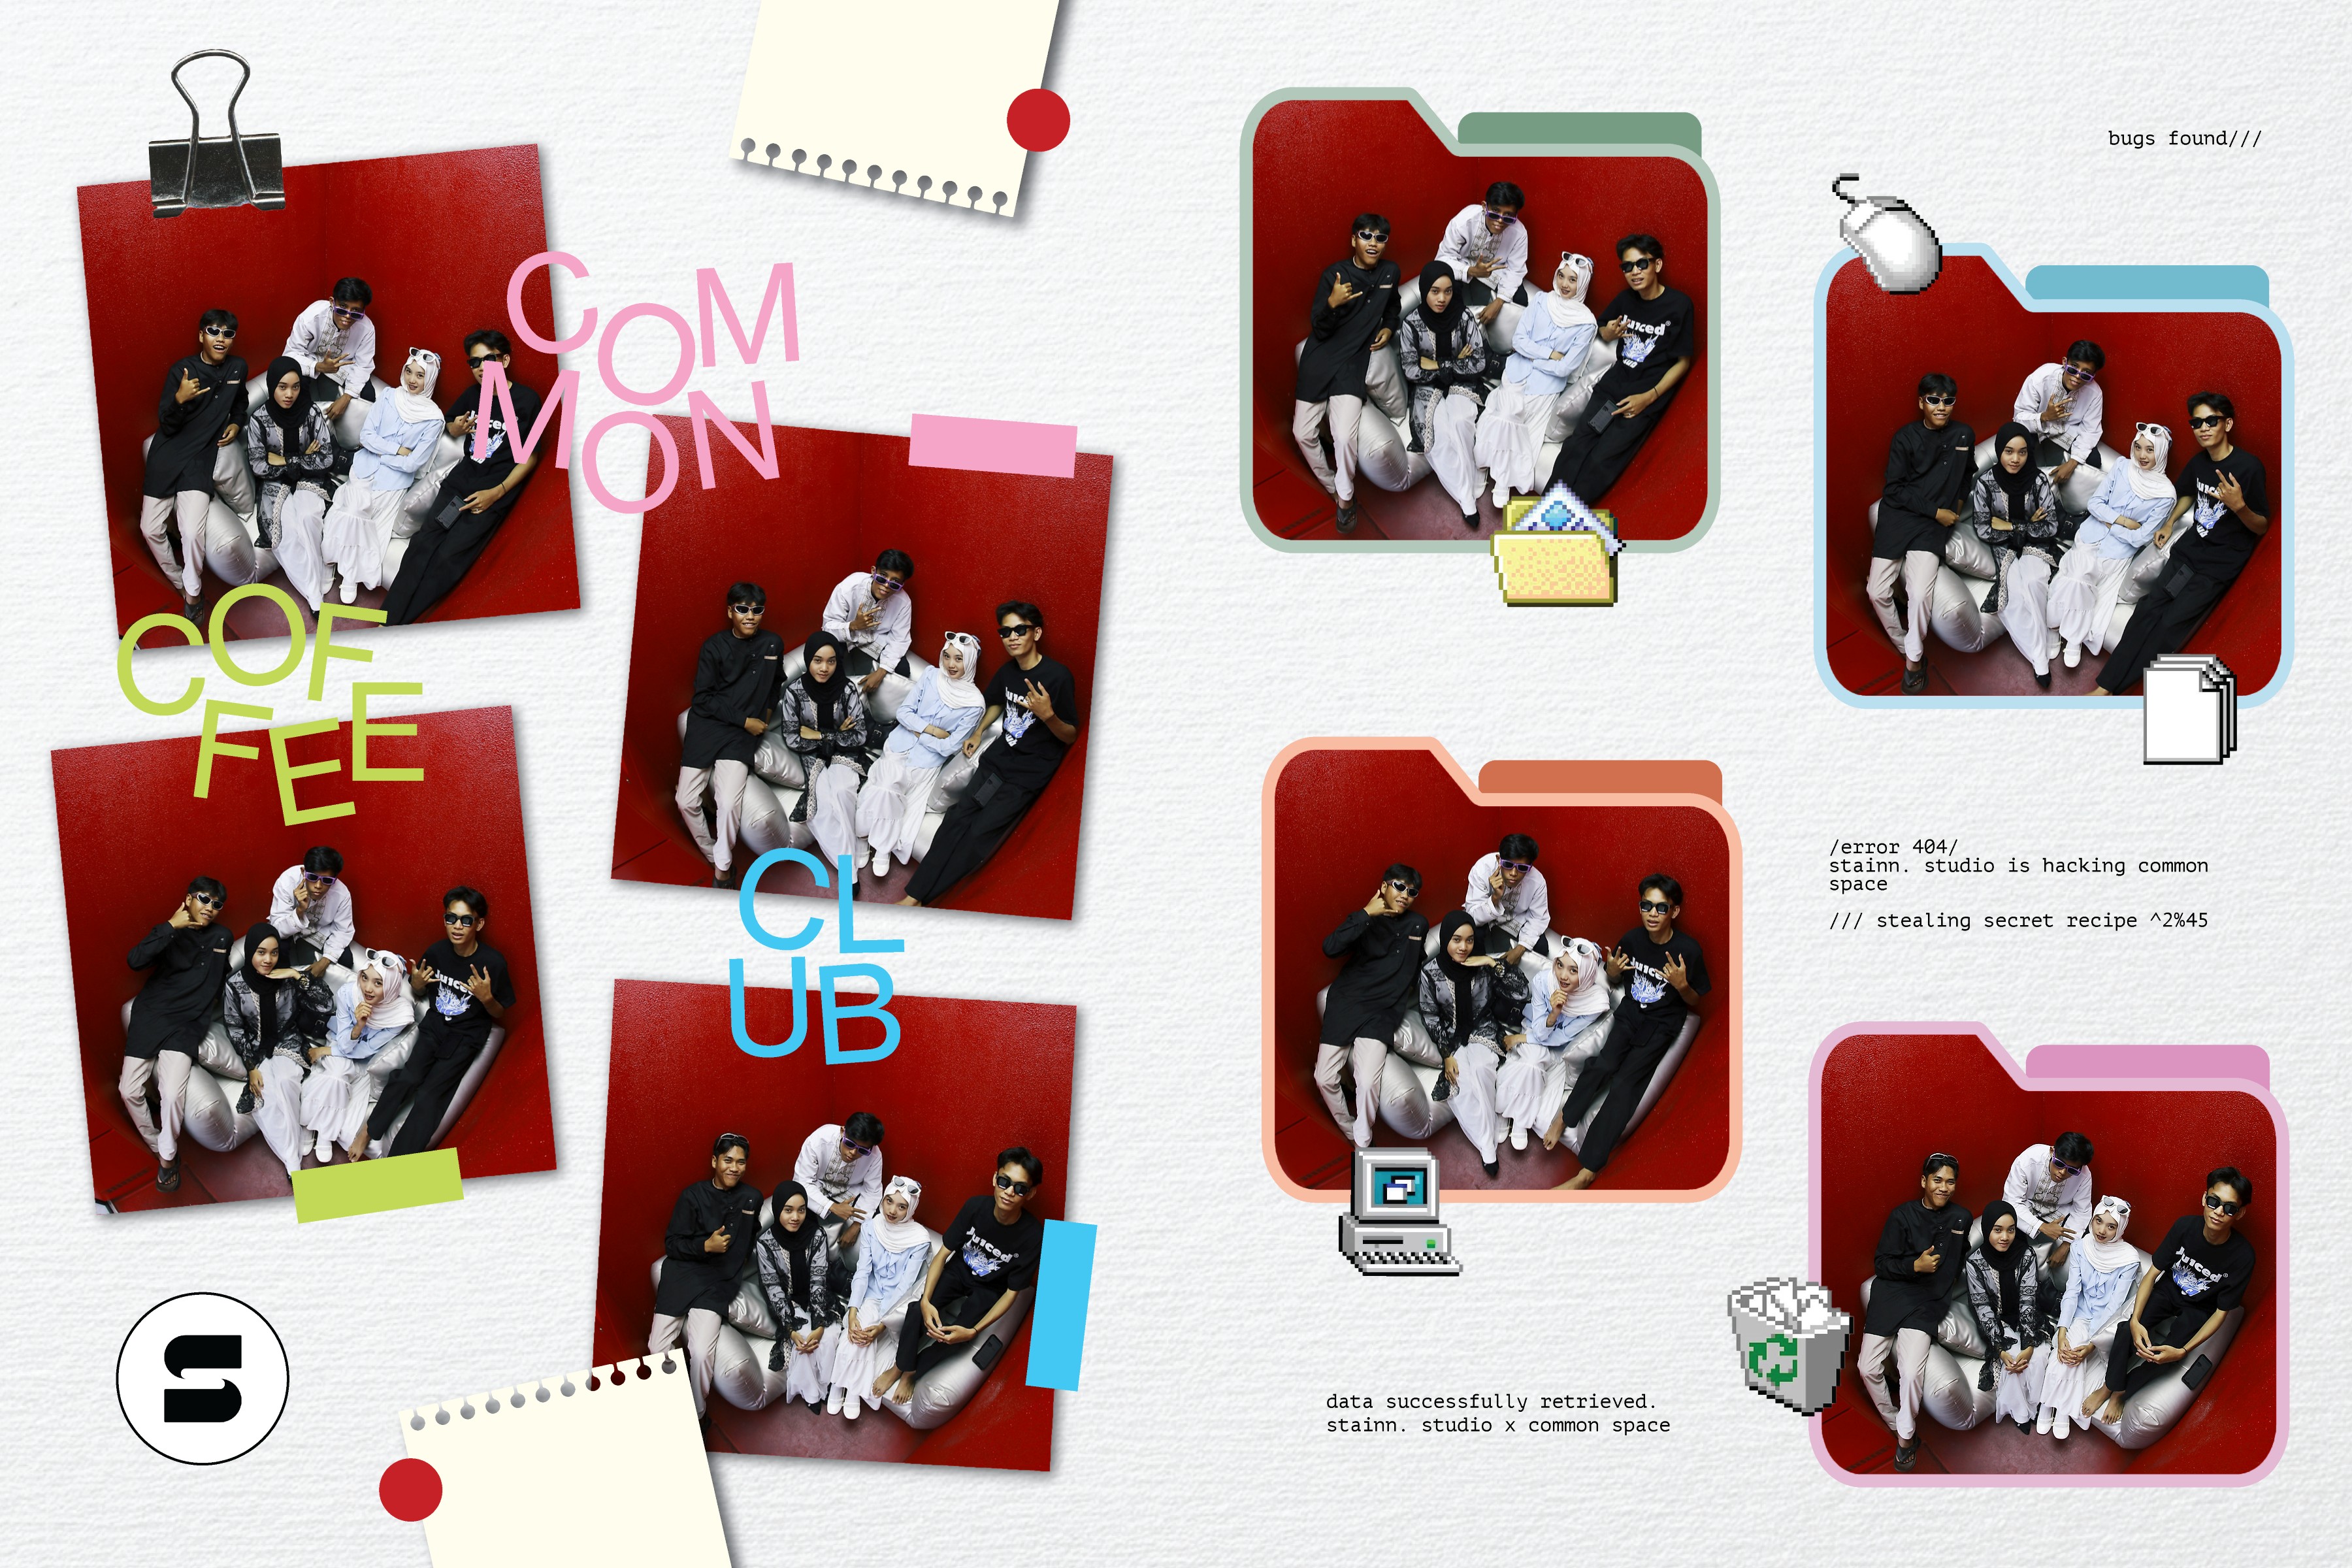 COM
MON
COF
FEE
CL
UB
Juiced
bugs found///
/error 404/
stainn. studio is hacking common
space
/// stealing secret recipe ^2%45
data successfully retrieved.
stainn. studio x common space
S